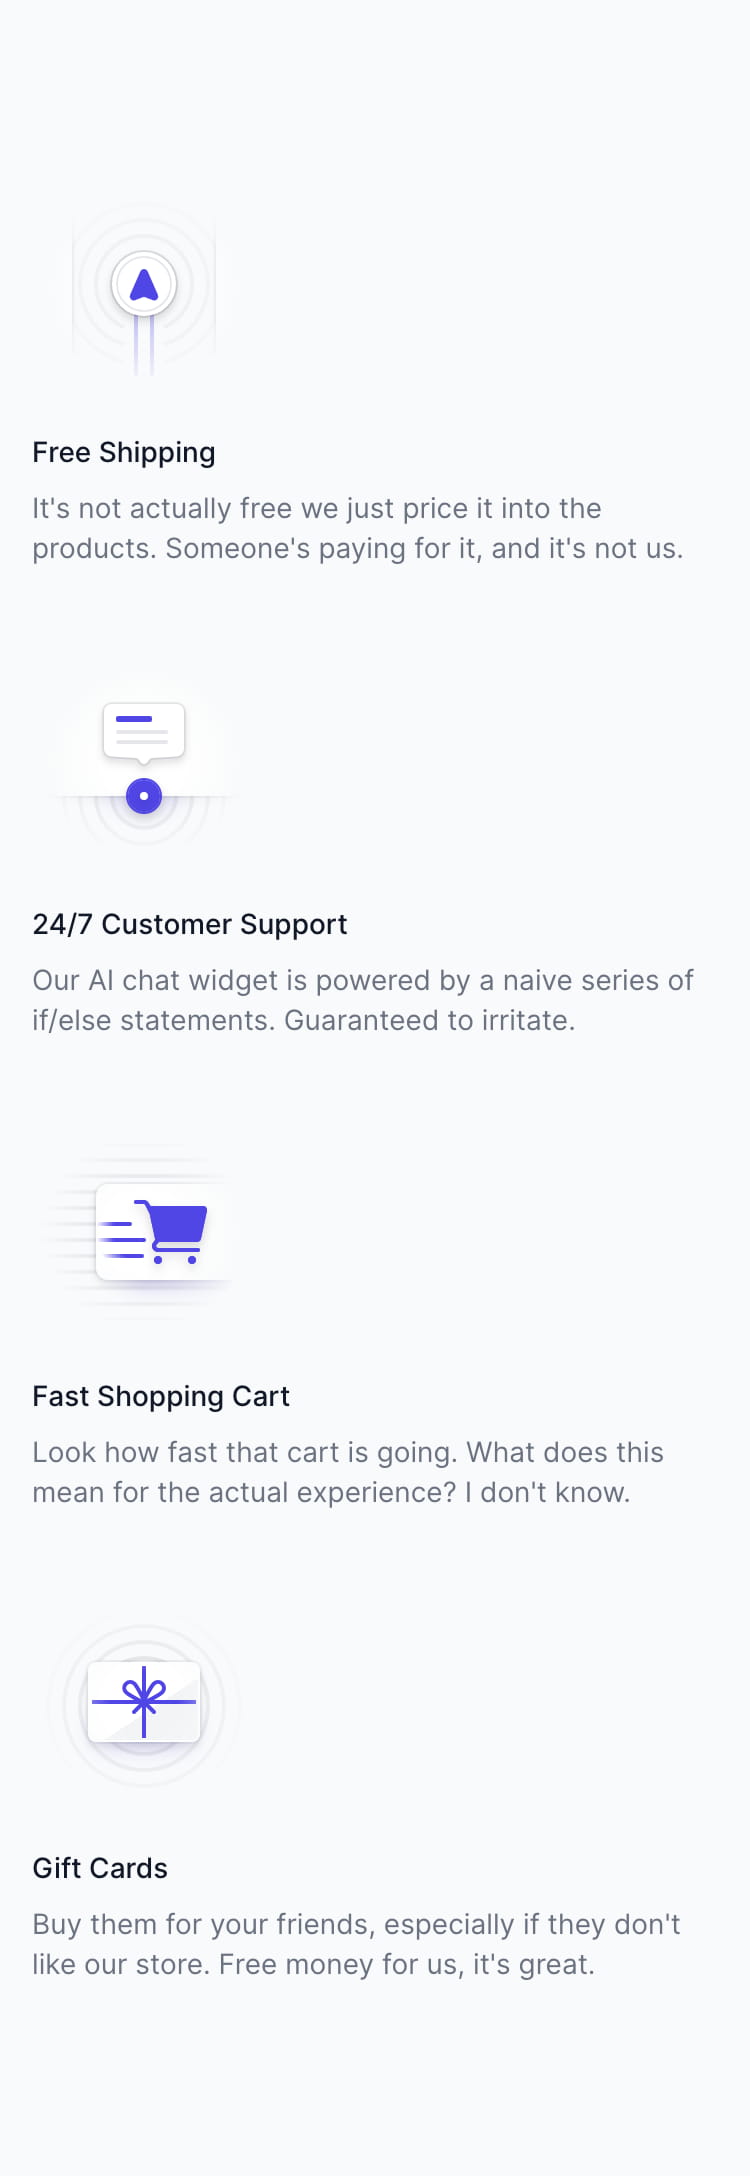 Free Shipping
It's not actually free we just price it into the
products. Someone's paying for it, and it's not us.
24/7 Customer Support
Our AI chat widget is powered by a naive series of
if/else statements. Guaranteed to irritate.
Fast Shopping Cart
Look how fast that cart is going. What does this
mean for the actual experience? I don't know.
Gift Cards
Buy them for your friends, especially if they don't
like our store. Free money for us, it's great.